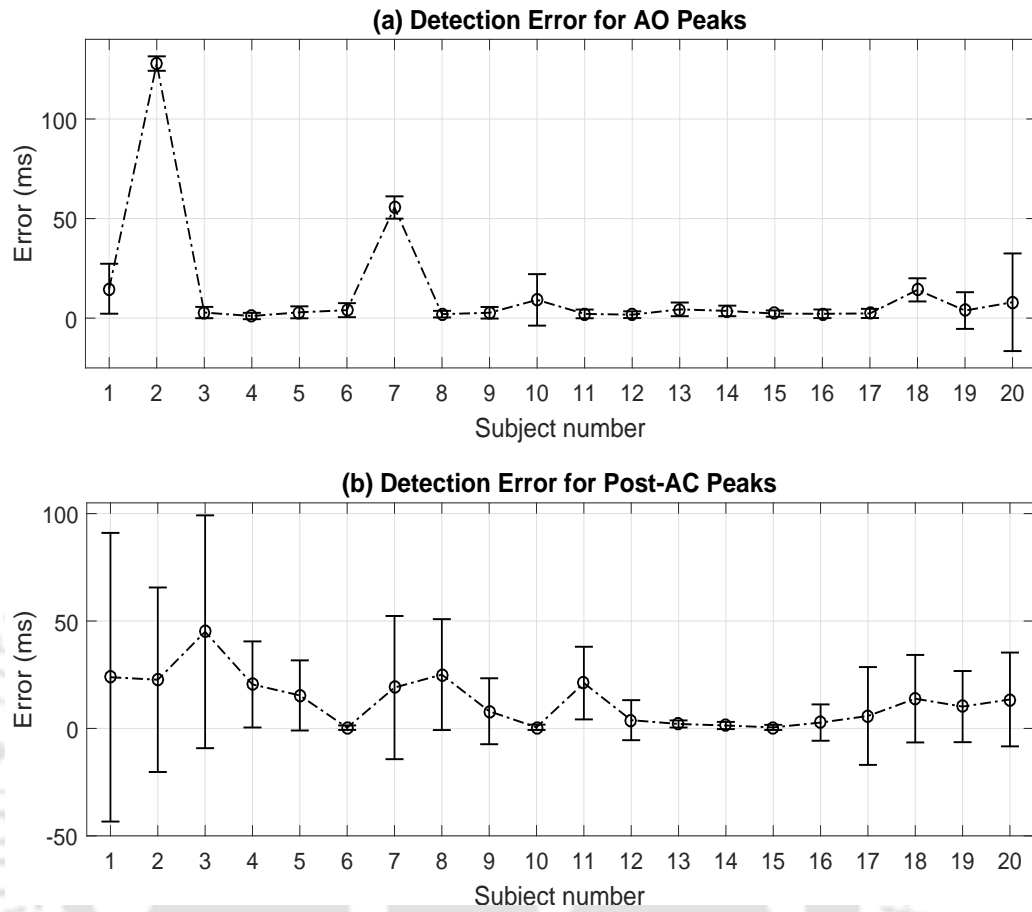 (a) Detection Error for AO Peaks
100
50
0
Error (ms)
1 2 3 4 5 6 7 8 9 10 11 12 13 14 15 16 17 18 19 20
Subject number
(b) Detection Error for Post-AC Peaks
100
50
0
-50
Error (ms)
1 2 3 4 5 6 7 8 9 10 11 12 13 14 15 16 17 18 19 20
Subject number